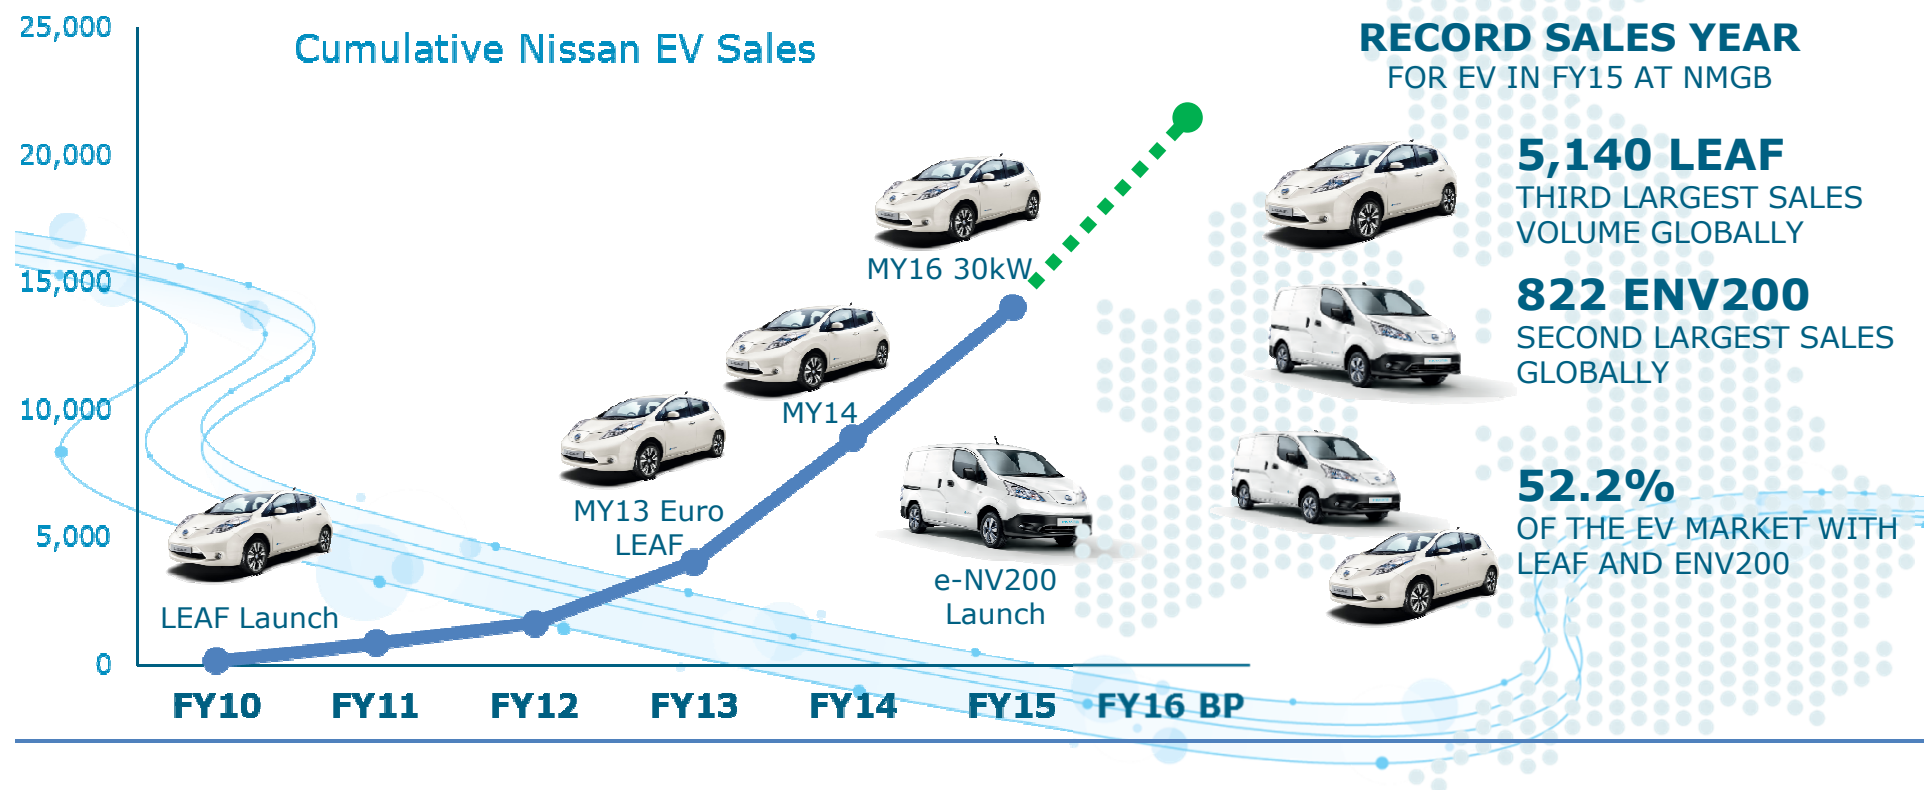 Cumulative Nissan EV Sales
25,000
20,000
15,000
10,000
5,000
0
LEAF Launch
MY13 Euro
LEAF
MY14
MY16 30kW
e-NV200
Launch
FY10
FY11
FY12
FY13
FY14
FY15
FY16 BP
RECORD SALES YEAR
FOR EV IN FY15 AT NMGB
5,140 LEAF
THIRD LARGEST SALES
VOLUME GLOBALLY
822 ENV200
SECOND LARGEST SALES
GLOBALLY
52.2%
OF THE EV MARKET WITH
LEAF AND ENV200